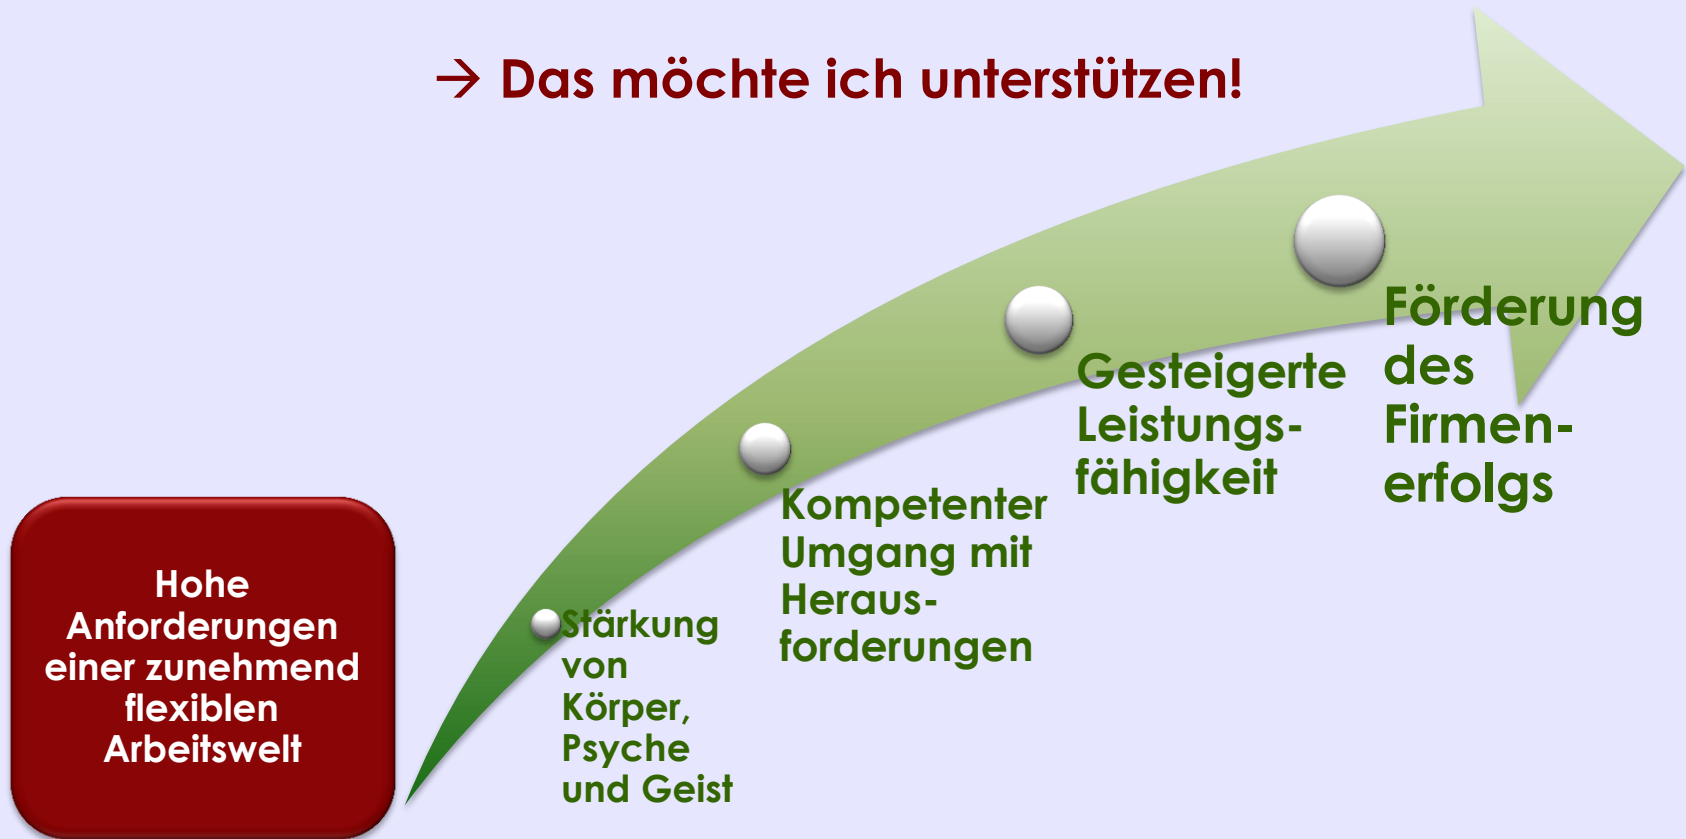 → Das möchte ich unterstützen!
Hohe
Anforderungen
einer zunehmend
flexiblen
Arbeitswelt
Stärkung
von
Körper,
Psyche
und Geist
Kompetenter
Umgang mit
Heraus-
forderungen
Gesteigerte
Leistungs-
fähigkeit
Förderung
des
Firmen-
erfolgs